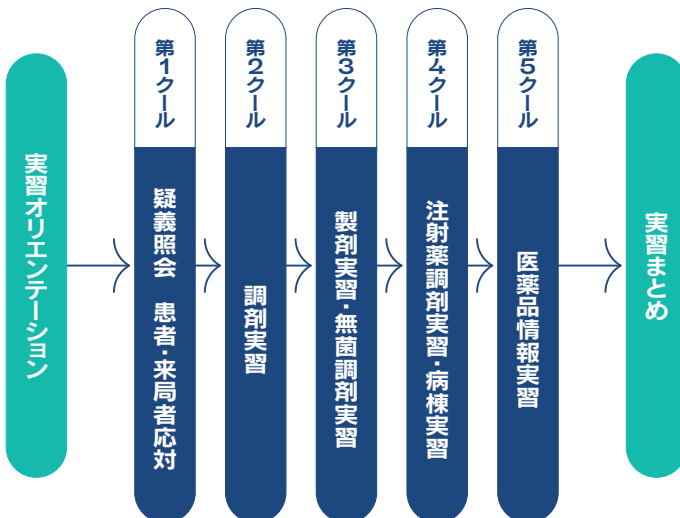 実習オリエンテーション
第1クール
疑義照会　患者・来局者応対
第2クール
調剤実習
第3クール
製剤実習・無菌調剤実習
第4クール
注射薬調剤実習・病棟実習
第5クール
医薬品情報実習
実習まとめ